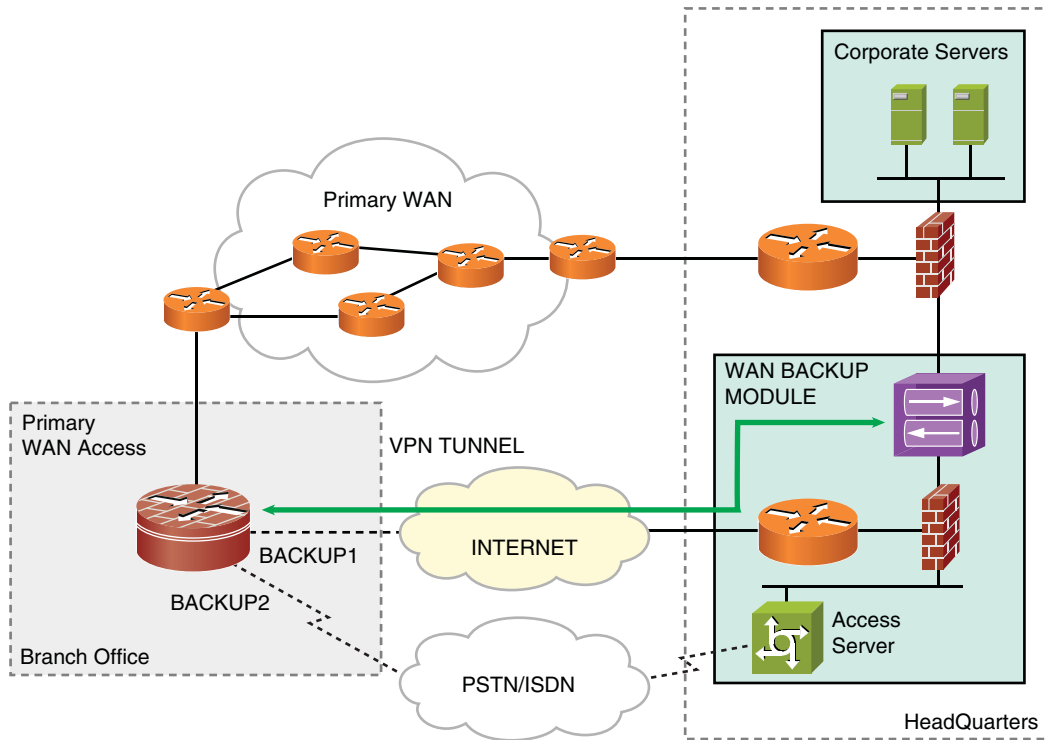 Corporate Servers
Primary WAN
WAN BACKUP
MODULE
Primary
WAN Access
VPN TUNNEL
INTERNET
BACKUP1
BACKUP2
Access
Server
Branch Office
PSTN/ISDN
HeadQuarters